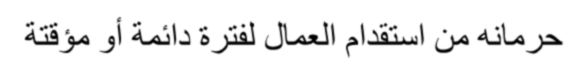 حرمانه من استقدام العمال لفترة دائمة أو مؤقتة